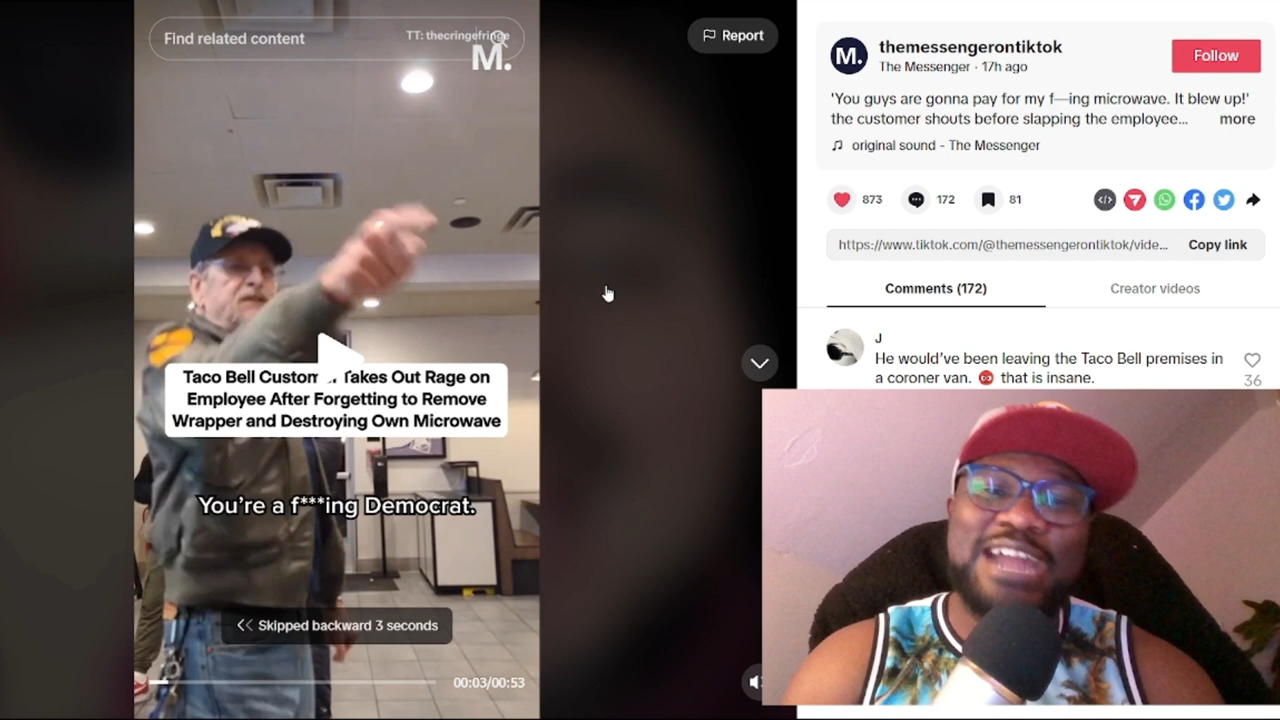 Find related content
TT: thecringefringe
M.
Taco Bell Custom Takes Out Rage on
Employee After Forgetting to Remove
Wrapper and Destroying Own Microwave
You're a f***ing Democrat.
Skipped backward 3 seconds
00:03/00:53
Report
M.
themessengerontiktok
The Messenger · 17h ago
Follow
'You guys are gonna pay for my f—ing microwave. It blew up!'
the customer shouts before slapping the employee... more
original sound - The Messenger
873
172
81
https://www.tiktok.com/@themessengerontiktok/vide...
Copy link
Comments (172)
Creator videos
J
He would've been leaving the Taco Bell premises in
a coroner van. that is insane.
36